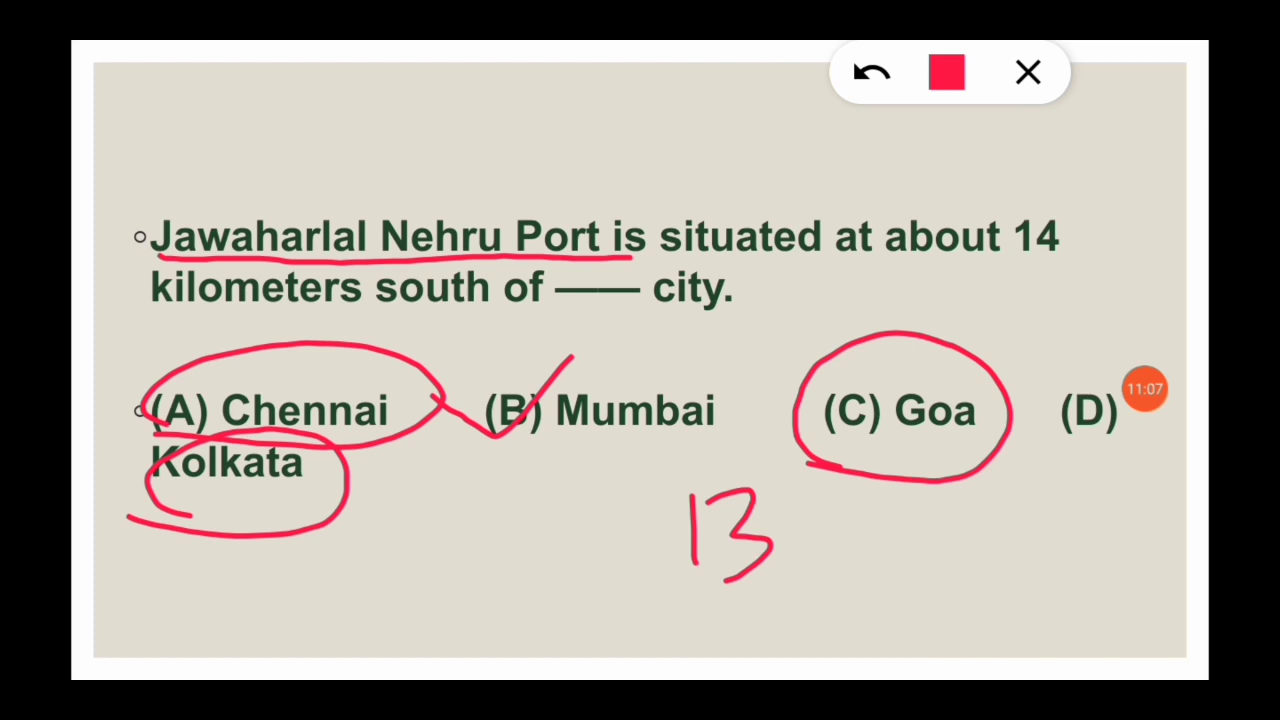 Jawaharlal Nehru Port is situated at about 14
kilometers south of —— city.
(A) Chennai (B) Mumbai (C) Goa (D)
Kolkata
11:07
13